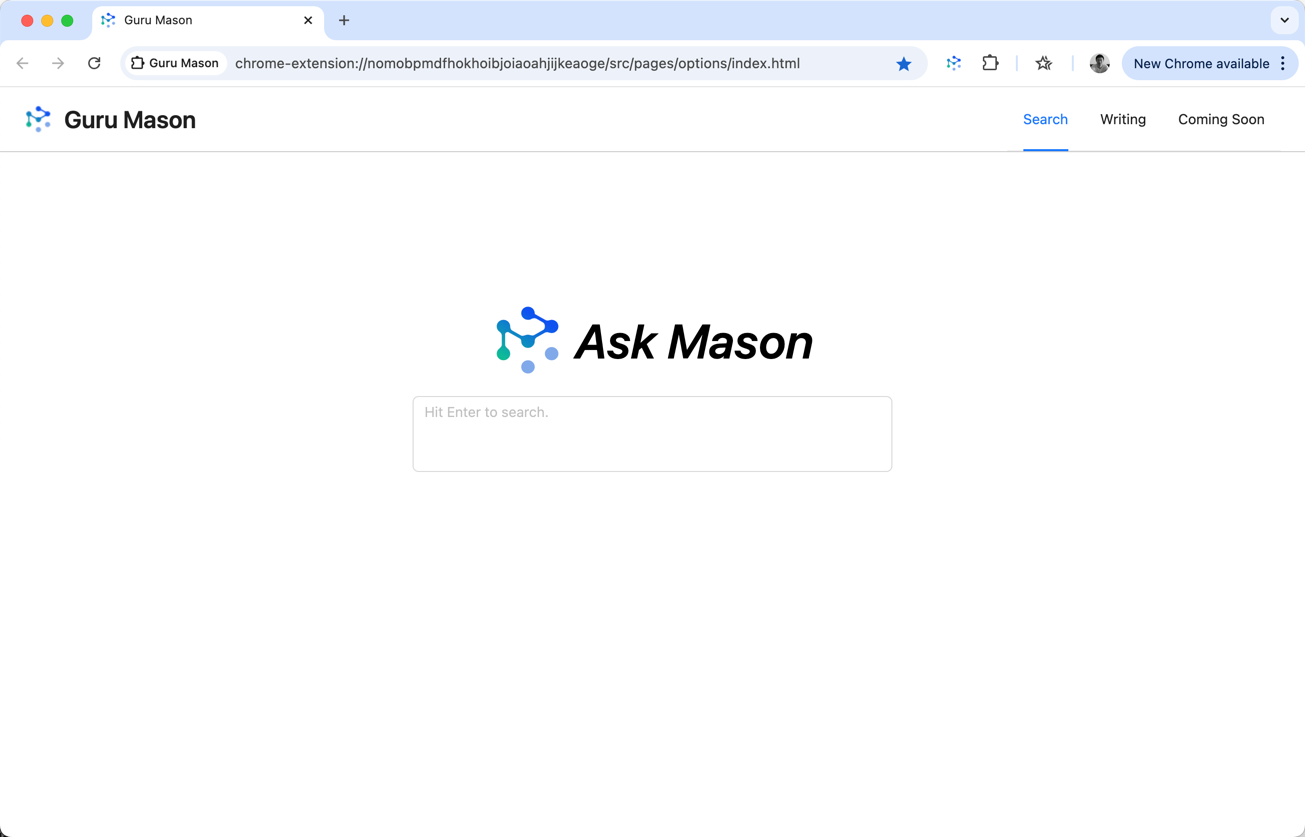 Guru Mason
Guru Mason chrome-extension://nomobpmdfhokhoibjoiaoahjijkeaoge/src/pages/options/index.html New Chrome available
Guru Mason Search Writing Coming Soon
Ask Mason
Hit Enter to search.